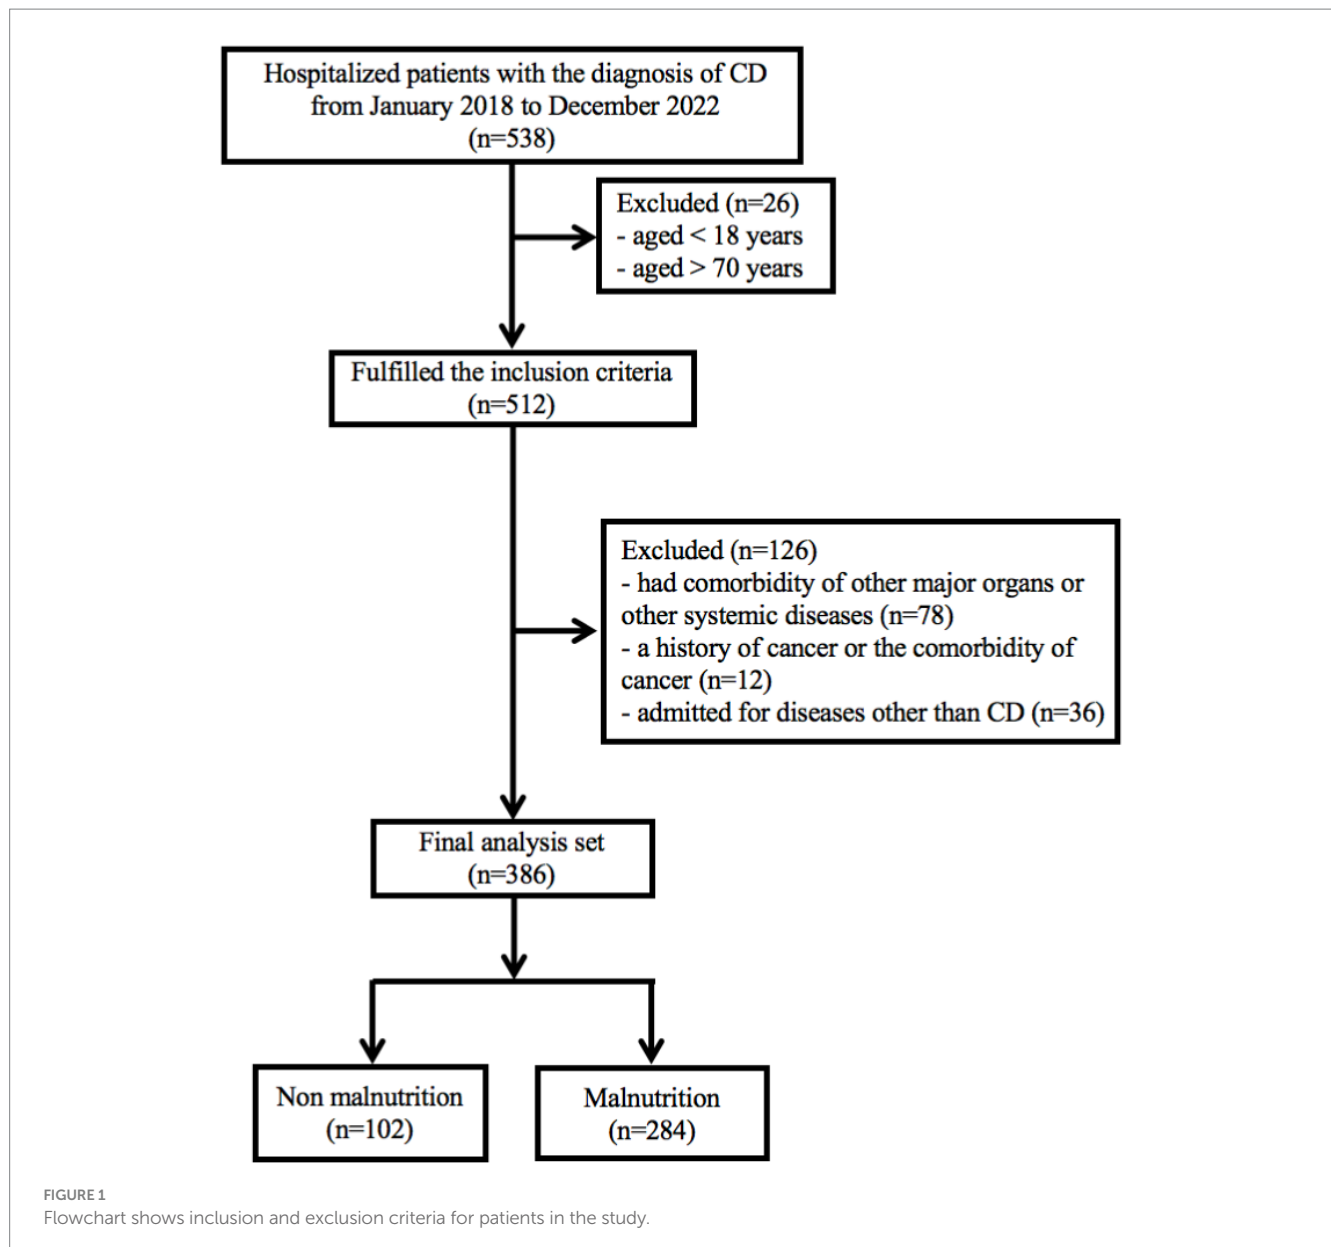 Hospitalized patients with the diagnosis of CD
from January 2018 to December 2022
(n=538)
Excluded (n=26)
- aged < 18 years
- aged > 70 years
Fulfilled the inclusion criteria
(n=512)
Excluded (n=126)
- had comorbidity of other major organs or
other systemic diseases (n=78)
- a history of cancer or the comorbidity of
cancer (n=12)
- admitted for diseases other than CD (n=36)
Final analysis set
(n=386)
Non malnutrition
(n=102)
Malnutrition
(n=284)
FIGURE 1
Flowchart shows inclusion and exclusion criteria for patients in the study.